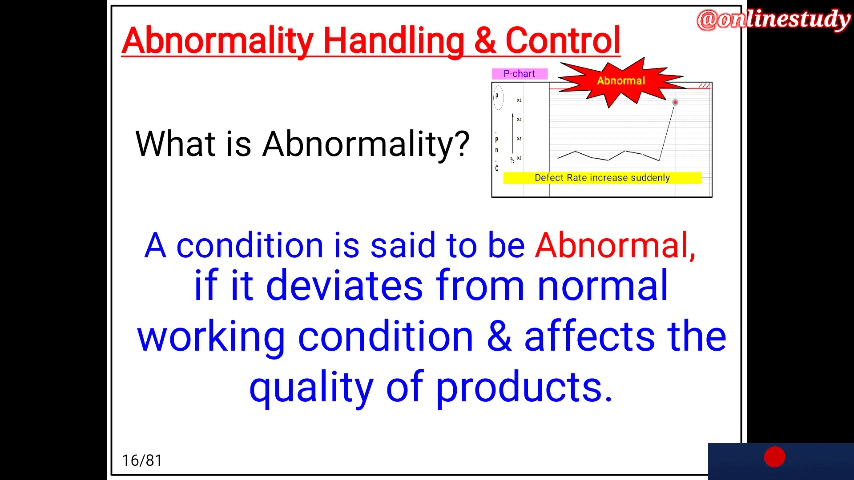 @onlinestudy
Abnormality Handling & Control
P-chart
Abnormal
What is Abnormality?
Defect Rate increase suddenly
A condition is said to be Abnormal,
if it deviates from normal
working condition & affects the
quality of products.
16/81